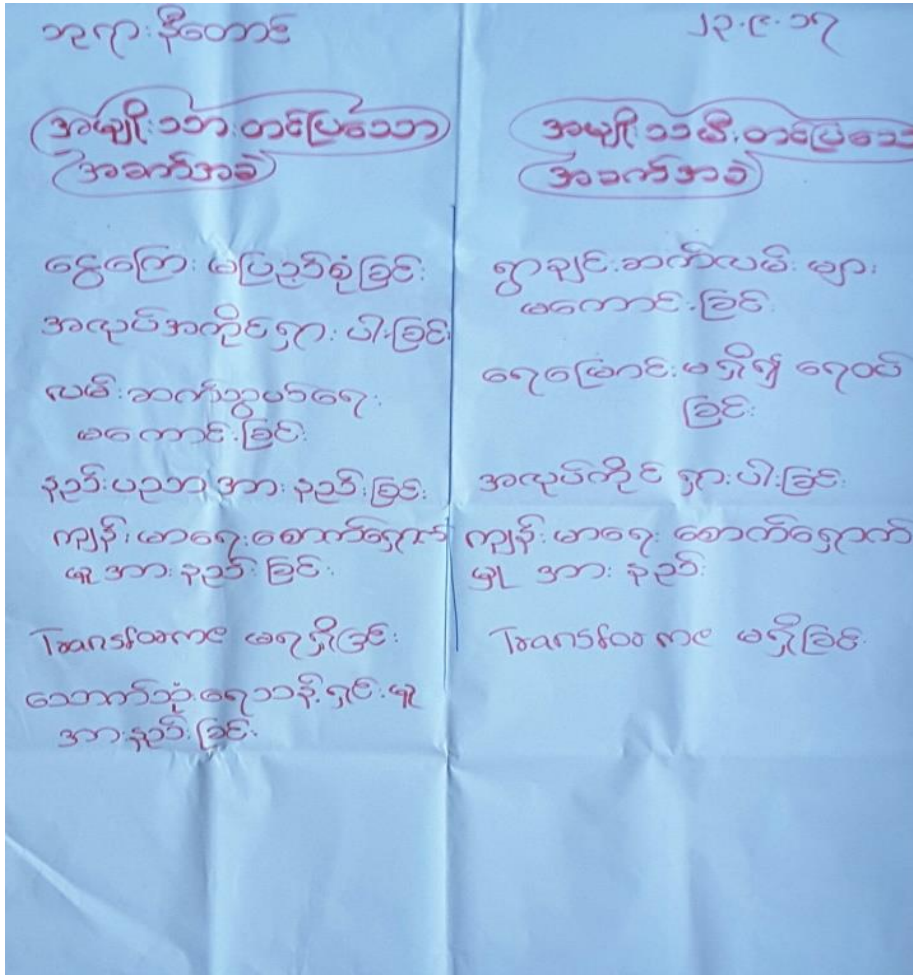 ဘုရားနီတောင်
၂၃.၉.၁၇
အမျိုးသား တင်ပြသော
အခက်အခဲ
ငွေကြေး မပြည့်စုံခြင်း
အလုပ်အကိုင်ရှားပါးခြင်း
လမ်းဆက်သွယ်ရေး
မကောင်းခြင်း
နည်းပညာအားနည်းခြင်း
ကျန်းမာရေးစောက်ရှောက်
မှုအားနည်းခြင်း
Transforme မရရှိခြင်း
သောက်သုံးရေသန့်ရှင်းမှု
အားနည်းခြင်း
အမျိုးသမီး တင်ပြသော
အခက်အခဲ
ရွာချင်းဆက်လမ်းများ
မကောင်းခြင်း
ရေမြောင်းမရှိ၍ ရေဝပ်
ခြင်း
အလုပ်ကိုင် ရှားပါးခြင်း
ကျန်းမာရေး စောက်ရှောက်
မှု အားနည်း
Transforme မရှိခြင်း